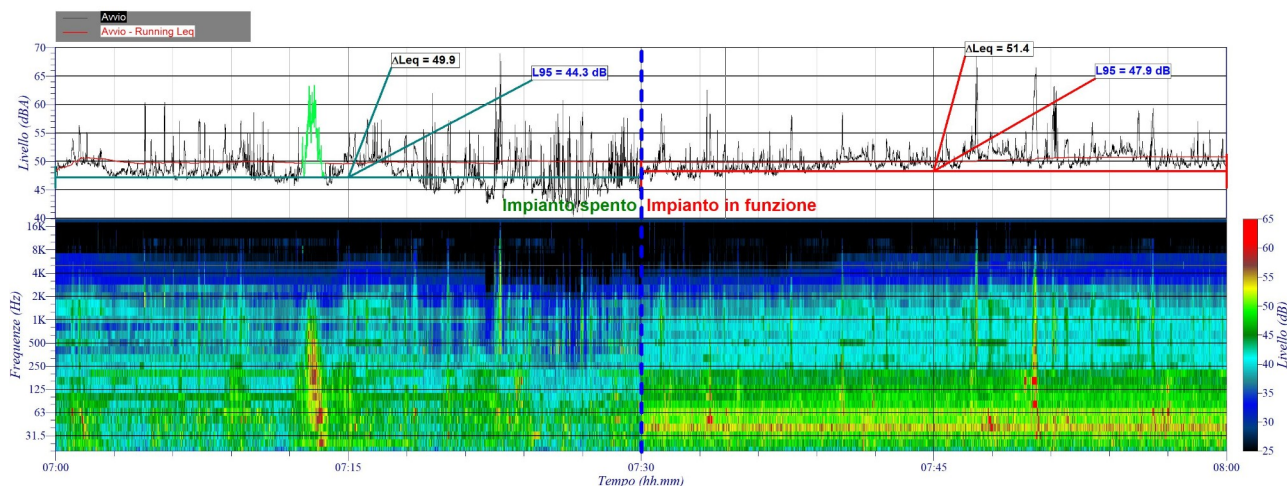 Avvio
Avvio - Running Leq
70
65
60
55
50
45
40
Livello (dBA)
ΔLeq = 49.9
L95 = 44.3 dB
ΔLeq = 51.4
L95 = 47.9 dB
Impianto spento
Impianto in funzione
16K
8K
4K
2K
1K
500
250
125
63
31.5
Frequenze (Hz)
65
60
55
50
45
40
35
30
25
Livello (dB)
07:00
07:15
07:30
07:45
08:00
Tempo (hh.mm)